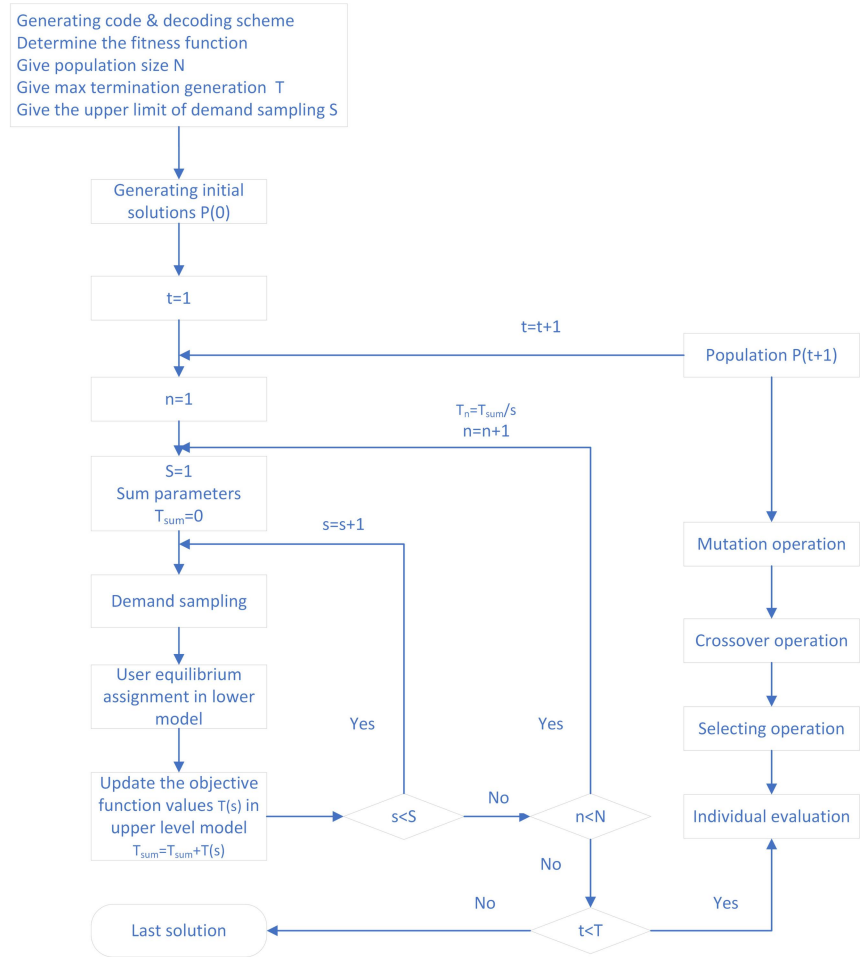 Generating code & decoding scheme
Determine the fitness function
Give population size N
Give max termination generation T
Give the upper limit of demand sampling S
Generating initial
solutions P(0)
t=1
t=t+1
Population P(t+1)
n=1
Tn=Tsum/s
n=n+1
S=1
Sum parameters
Tsum=0
s=s+1
Mutation operation
Demand sampling
Crossover operation
User equilibrium
assignment in lower
model
Yes
Yes
Selecting operation
Update the objective
function values T(s) in
upper level model
Tsum=Tsum+T(s)
s<S
No
n<N
Individual evaluation
No
No
Yes
Last solution
t<T